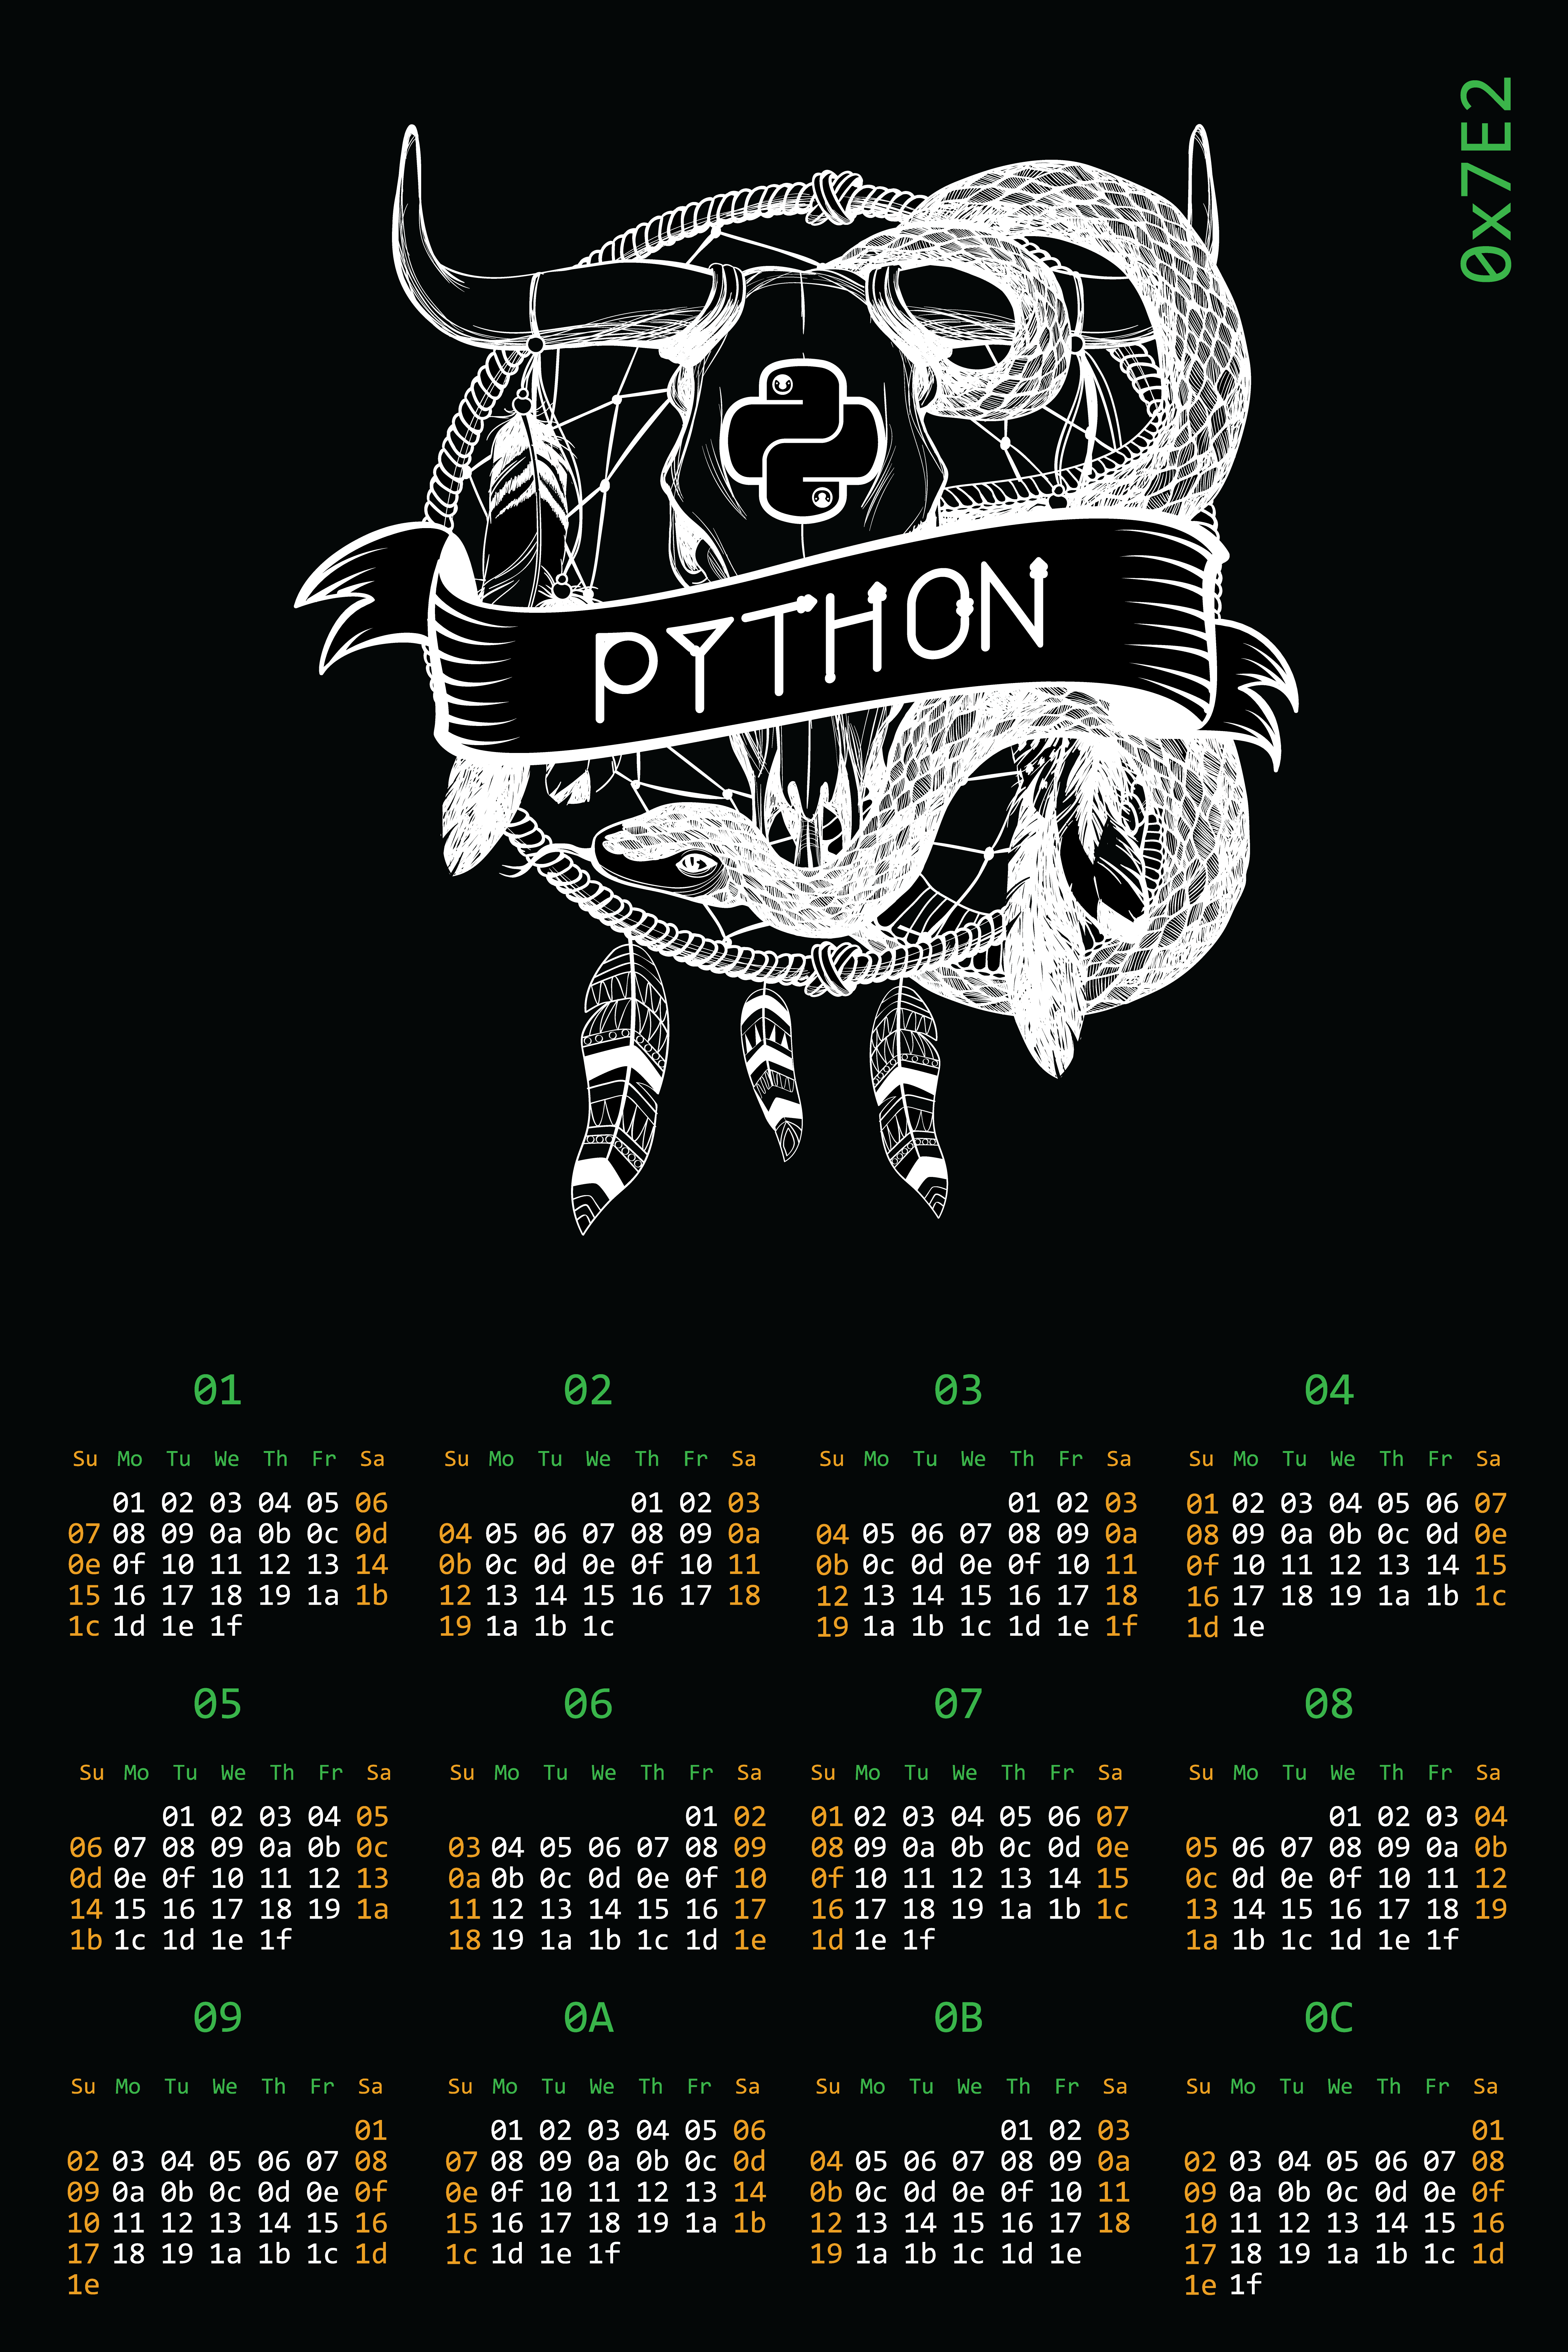 0x7E2
PYTHON
01 02 03 04
Su Mo Tu We Th Fr Sa Su Mo Tu We Th Fr Sa Su Mo Tu We Th Fr Sa Su Mo Tu We Th Fr Sa
01 02 03 04 05 06 01 02 03 01 02 03 01 02 03 04 05 06 07
07 08 09 0a 0b 0c 0d 04 05 06 07 08 09 0a 04 05 06 07 08 09 0a 08 09 0a 0b 0c 0d 0e
0e 0f 10 11 12 13 14 0b 0c 0d 0e 0f 10 11 0b 0c 0d 0e 0f 10 11 0f 10 11 12 13 14 15
15 16 17 18 19 1a 1b 12 13 14 15 16 17 18 12 13 14 15 16 17 18 16 17 18 19 1a 1b 1c
1c 1d 1e 1f 19 1a 1b 1c 19 1a 1b 1c 1d 1e 1f 1d 1e
05 06 07 08
Su Mo Tu We Th Fr Sa Su Mo Tu We Th Fr Sa Su Mo Tu We Th Fr Sa Su Mo Tu We Th Fr Sa
01 02 03 04 05 01 02 01 02 03 04 05 06 07 01 02 03 04
06 07 08 09 0a 0b 0c 03 04 05 06 07 08 09 08 09 0a 0b 0c 0d 0e 05 06 07 08 09 0a 0b
0d 0e 0f 10 11 12 13 0a 0b 0c 0d 0e 0f 10 0f 10 11 12 13 14 15 0c 0d 0e 0f 10 11 12
14 15 16 17 18 19 1a 11 12 13 14 15 16 17 16 17 18 19 1a 1b 1c 13 14 15 16 17 18 19
1b 1c 1d 1e 1f 18 19 1a 1b 1c 1d 1e 1d 1e 1f 1a 1b 1c 1d 1e 1f
09 0A 0B 0C
Su Mo Tu We Th Fr Sa Su Mo Tu We Th Fr Sa Su Mo Tu We Th Fr Sa Su Mo Tu We Th Fr Sa
01 01 02 03 04 05 06 01 02 03 01
02 03 04 05 06 07 08 07 08 09 0a 0b 0c 0d 04 05 06 07 08 09 0a 02 03 04 05 06 07 08
09 0a 0b 0c 0d 0e 0f 0e 0f 10 11 12 13 14 0b 0c 0d 0e 0f 10 11 09 0a 0b 0c 0d 0e 0f
10 11 12 13 14 15 16 15 16 17 18 19 1a 1b 12 13 14 15 16 17 18 10 11 12 13 14 15 16
17 18 19 1a 1b 1c 1d 1c 1d 1e 1f 19 1a 1b 1c 1d 1e 17 18 19 1a 1b 1c 1d
1e 1e 1f